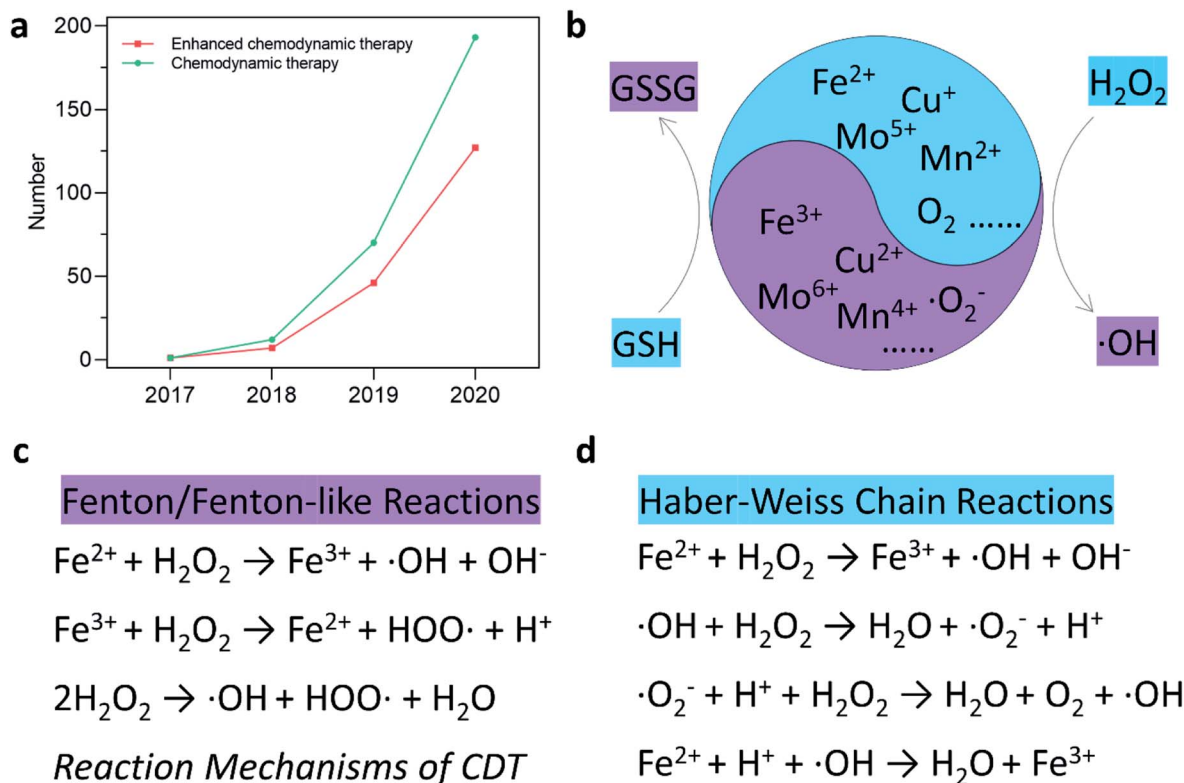 a
200
150
100
50
0
Number
Enhanced chemodynamic therapy
Chemodynamic therapy
2017 2018 2019 2020
b
GSSG
GSH
Fe²⁺
Cu⁺
Mo⁵⁺
Mn²⁺
O₂ ......
Fe³⁺
Cu²⁺
Mo⁶⁺
Mn⁴⁺ ·O₂⁻
......
H₂O₂
·OH
c
Fenton/Fenton-like Reactions
Fe²⁺ + H₂O₂ → Fe³⁺ + ·OH + OH⁻
Fe³⁺ + H₂O₂ → Fe²⁺ + HOO· + H⁺
2H₂O₂ → ·OH + HOO· + H₂O
Reaction Mechanisms of CDT
d
Haber-Weiss Chain Reactions
Fe²⁺ + H₂O₂ → Fe³⁺ + ·OH + OH⁻
·OH + H₂O₂ → H₂O + ·O₂⁻ + H⁺
·O₂⁻ + H⁺ + H₂O₂ → H₂O + O₂ + ·OH
Fe²⁺ + H⁺ + ·OH → H₂O + Fe³⁺